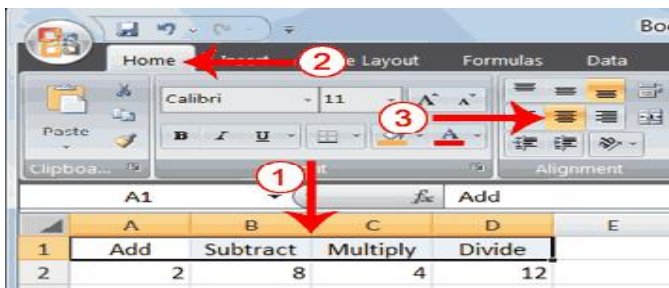 Boo
Home 2 Layout Formulas Data
Calibri 11 A A
3
Paste B I U A
Clipboa... Alignment
1
A1 fx Add
A B C D E
1 Add Subtract Multiply Divide
2 2 8 4 12